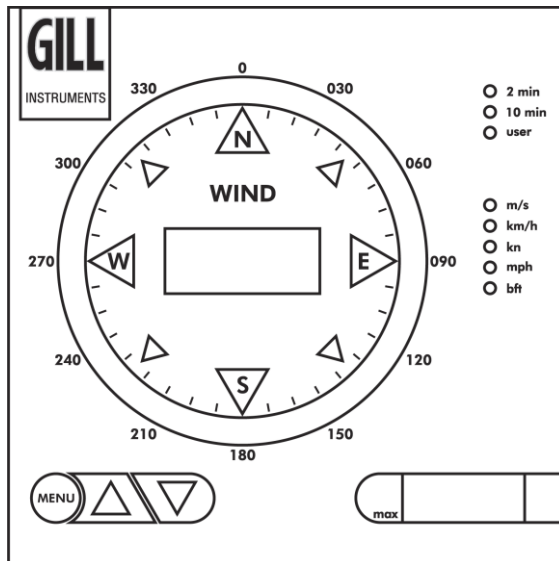 GILL
INSTRUMENTS
0
330
030
300
060
N
WIND
270
W
E
090
240
120
S
210
150
180
2 min
10 min
user
m/s
km/h
kn
mph
bft
MENU
max